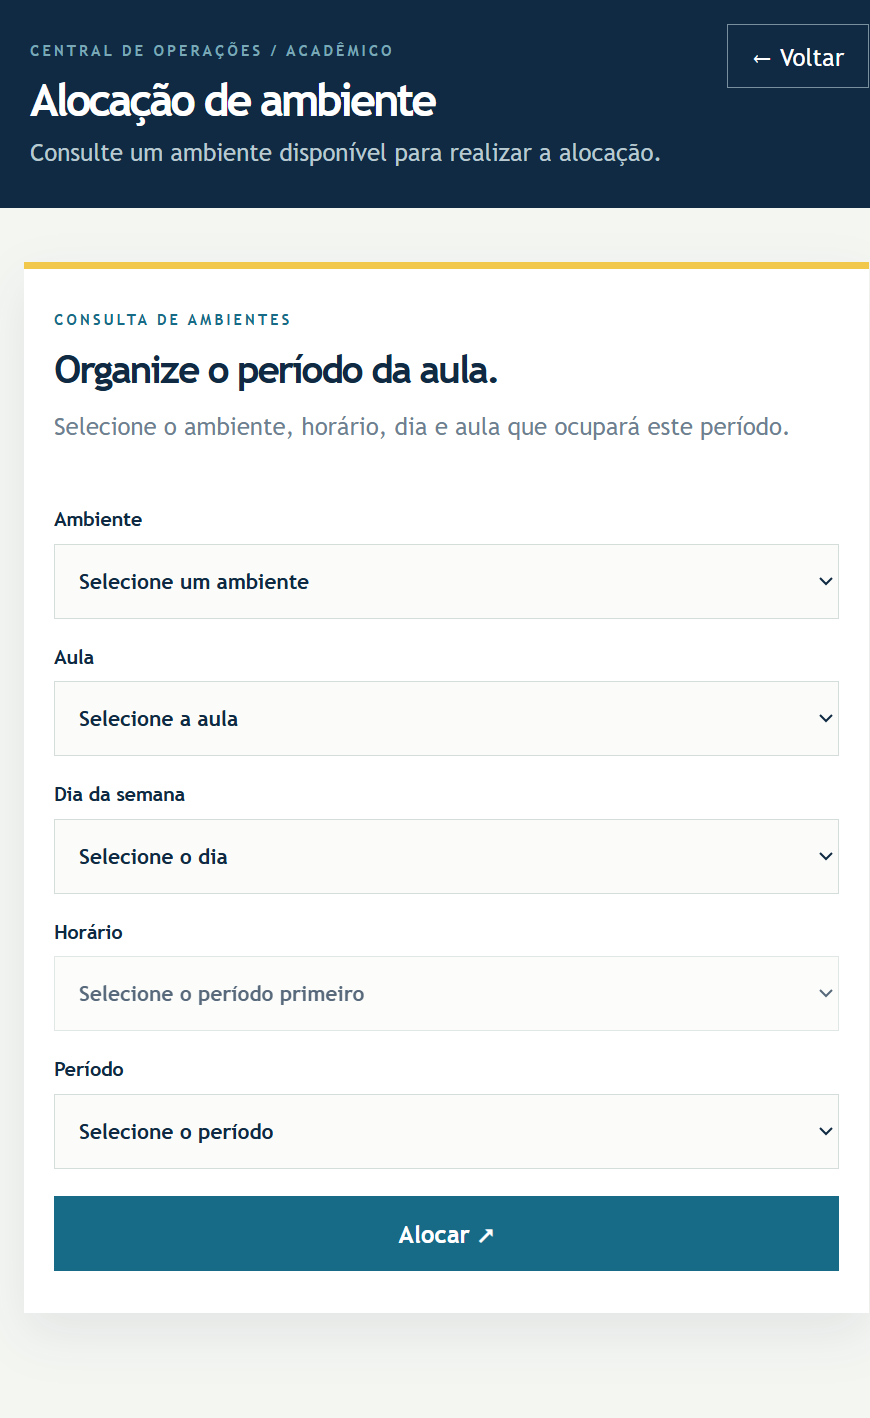 CENTRAL DE OPERAÇÕES / ACADÊMICO
← Voltar
Alocação de ambiente
Consulte um ambiente disponível para realizar a alocação.
CONSULTA DE AMBIENTES
Organize o período da aula.
Selecione o ambiente, horário, dia e aula que ocupará este período.
Ambiente
Selecione um ambiente
Aula
Selecione a aula
Dia da semana
Selecione o dia
Horário
Selecione o período primeiro
Período
Selecione o período
Alocar ↗